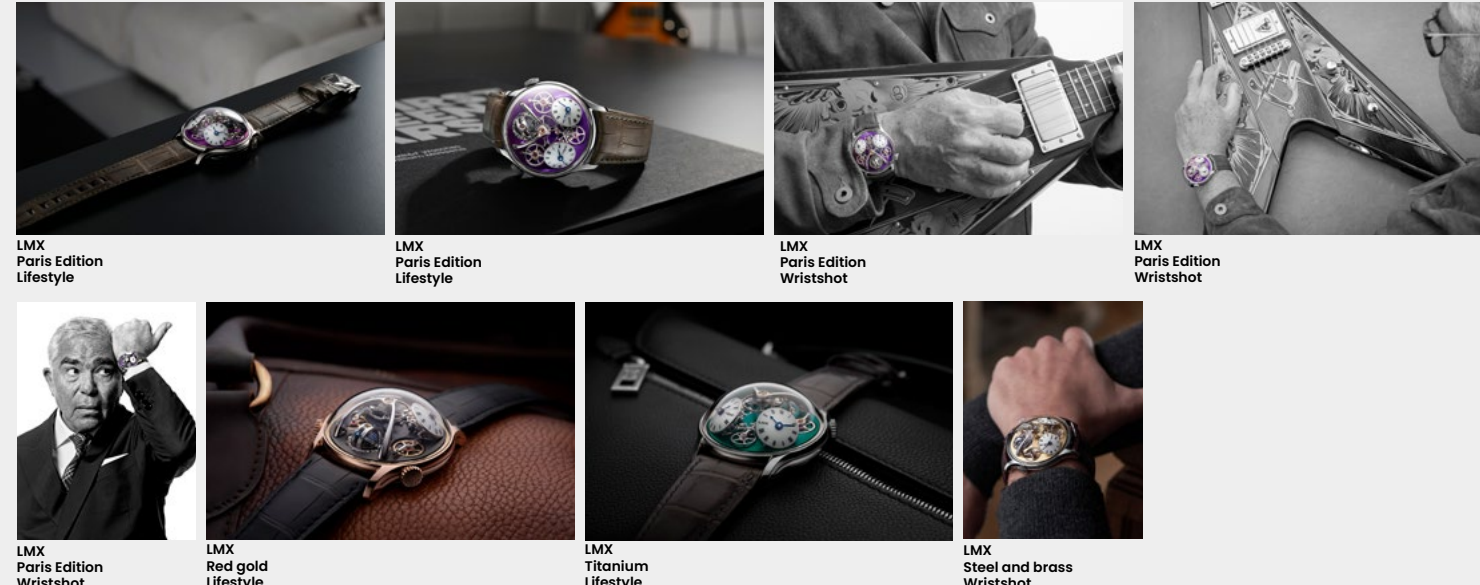 LMX
Paris Edition
Lifestyle
LMX
Paris Edition
Lifestyle
LMX
Paris Edition
Wristshot
LMX
Paris Edition
Wristshot
LMX
Paris Edition
Wristshot
LMX
Red gold
Lifestyle
LMX
Titanium
Lifestyle
LMX
Steel and brass
Wristshot